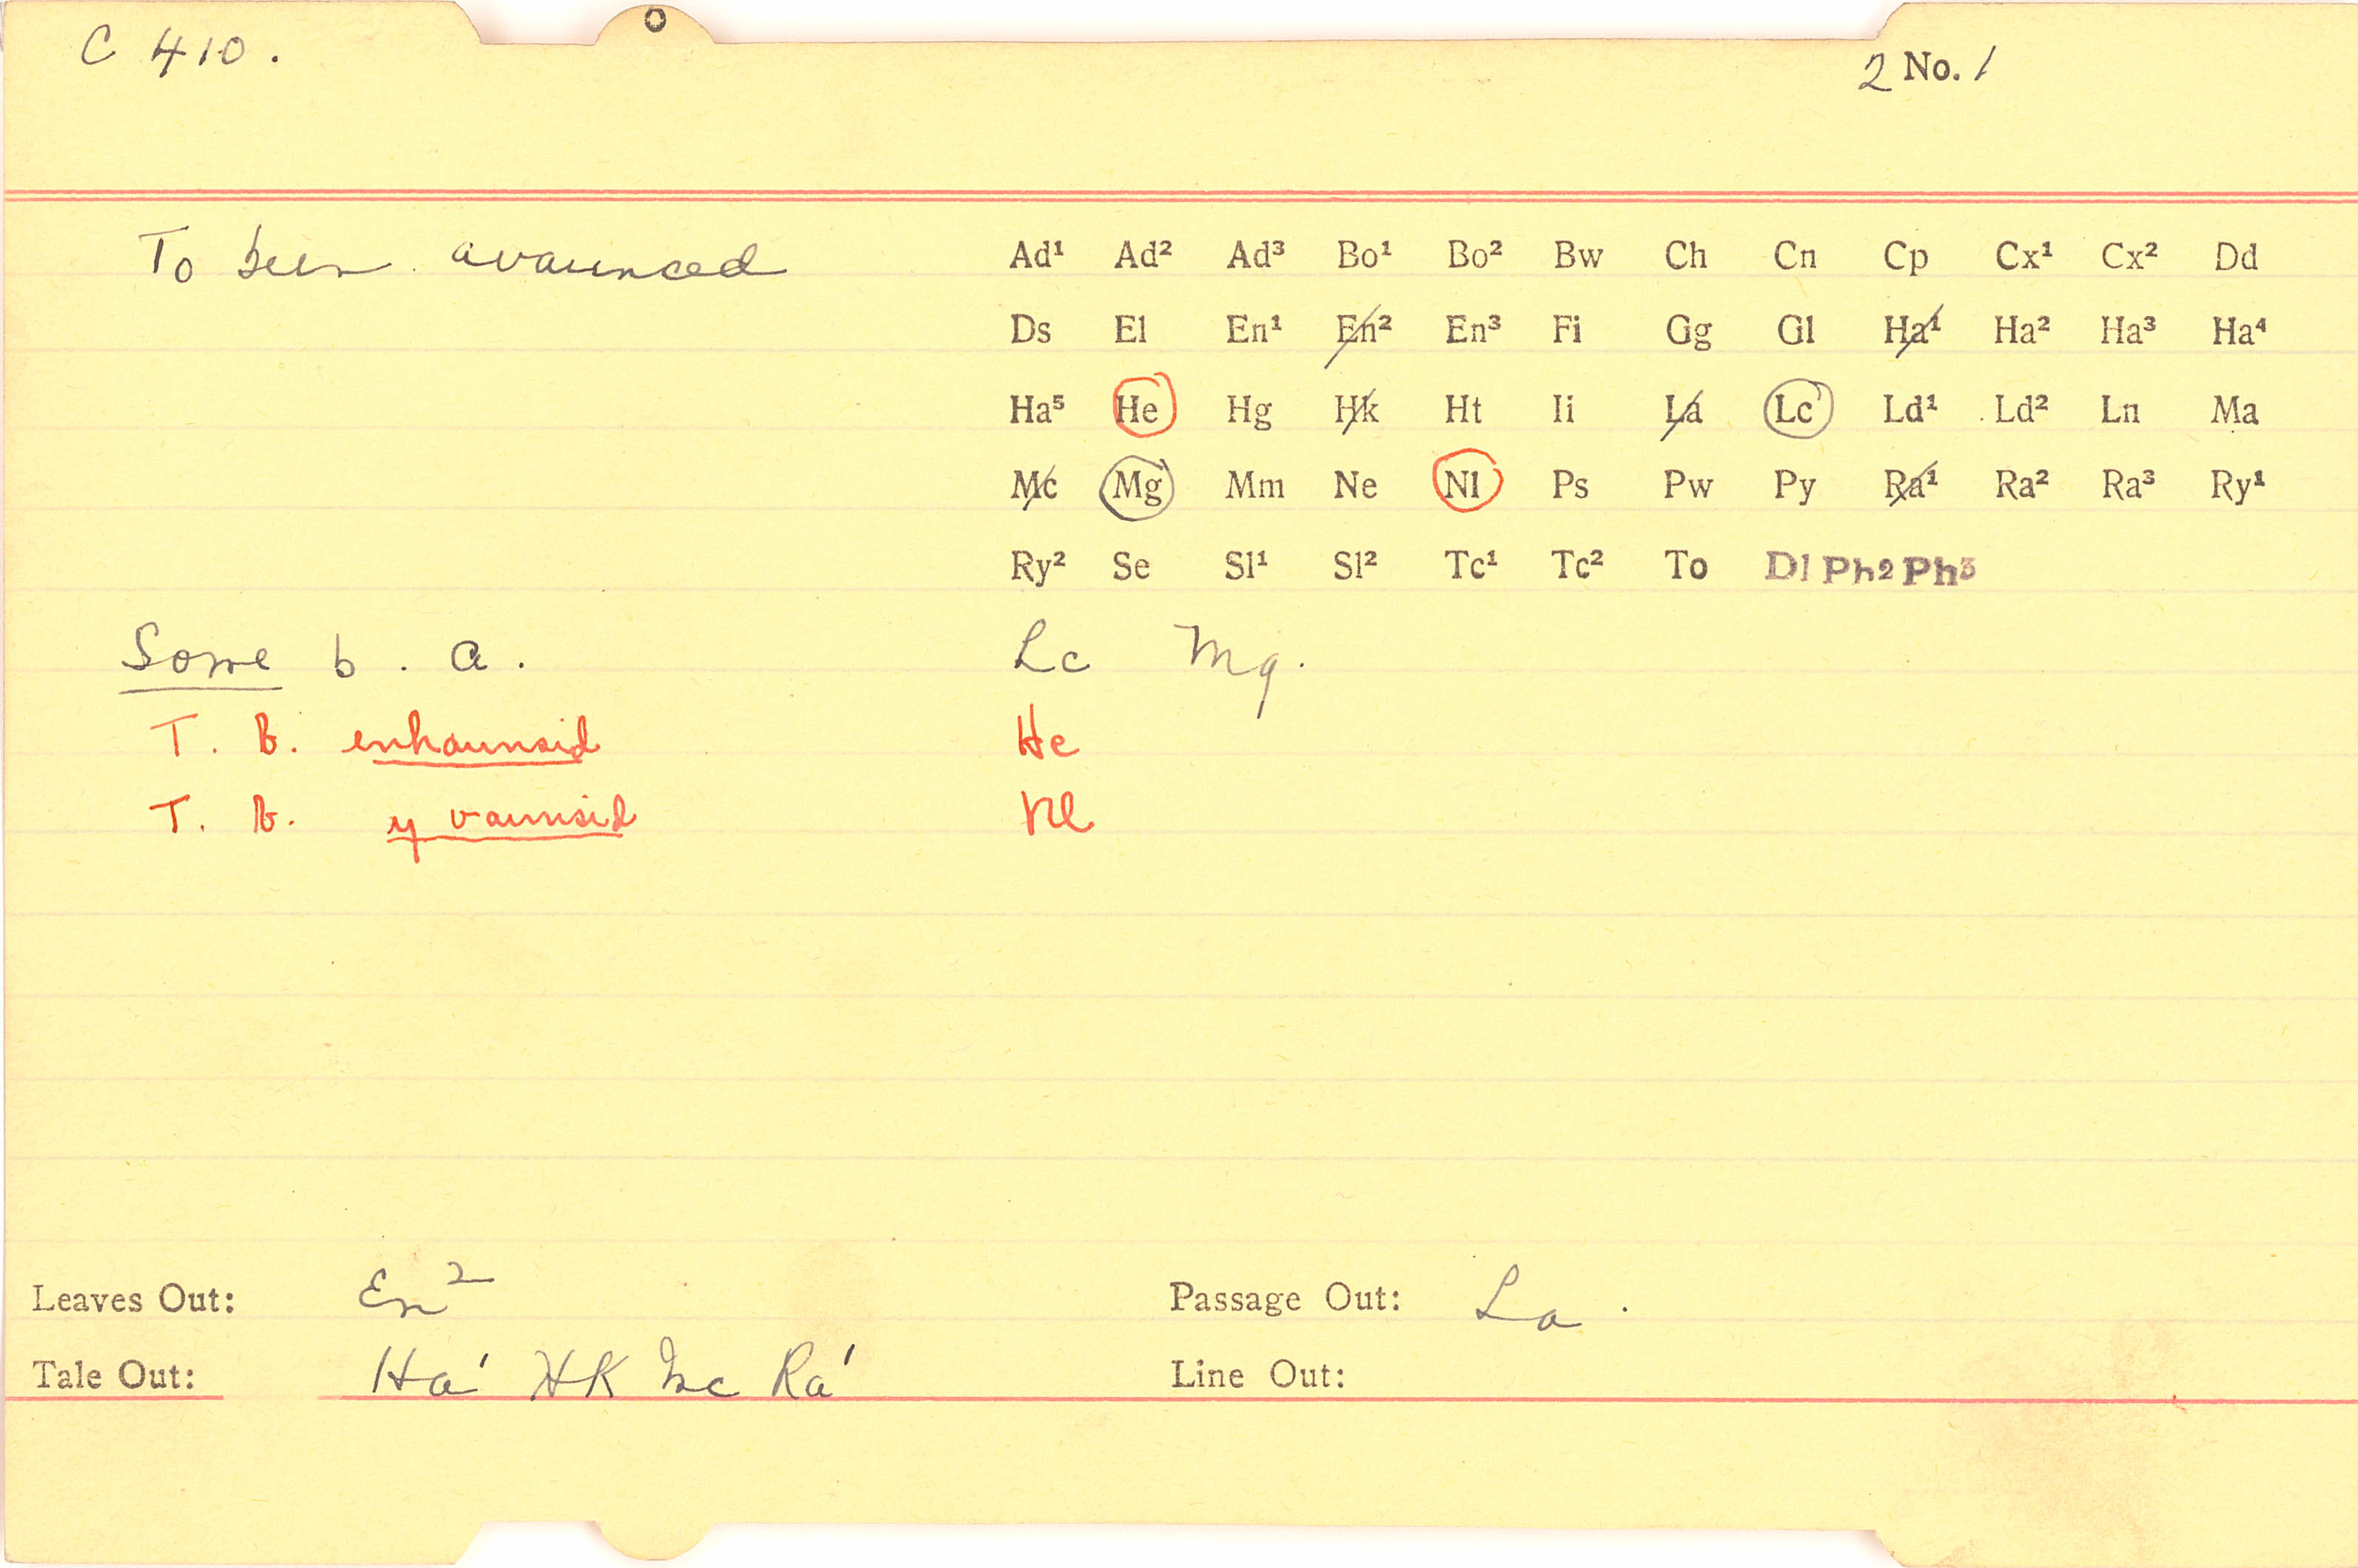 C 410.
2 No. 1
To been avaunced
Ad¹ Ad² Ad³ Bo¹ Bo² Bw Ch Cn Cp Cx¹ Cx² Dd
Ds El En¹ En² En³ Fi Gg Gl Ha¹ Ha² Ha³ Ha⁴
Ha⁵ He Hg Hk Ht Ii La Lc Ld¹ Ld² Ln Ma
Mc Mg Mm Ne Nl Ps Pw Py Ra¹ Ra² Ra³ Ry¹
Ry² Se Sl¹ Sl² Tc¹ Tc² To Dl Ph2 Ph3
Some b. a. Lc Mg.
T. B. enhaunsid He
T. B. y vaunsid Nl
Leaves Out: En² Passage Out: La.
Tale Out: Ha¹ HK Mc Ra¹ Line Out: